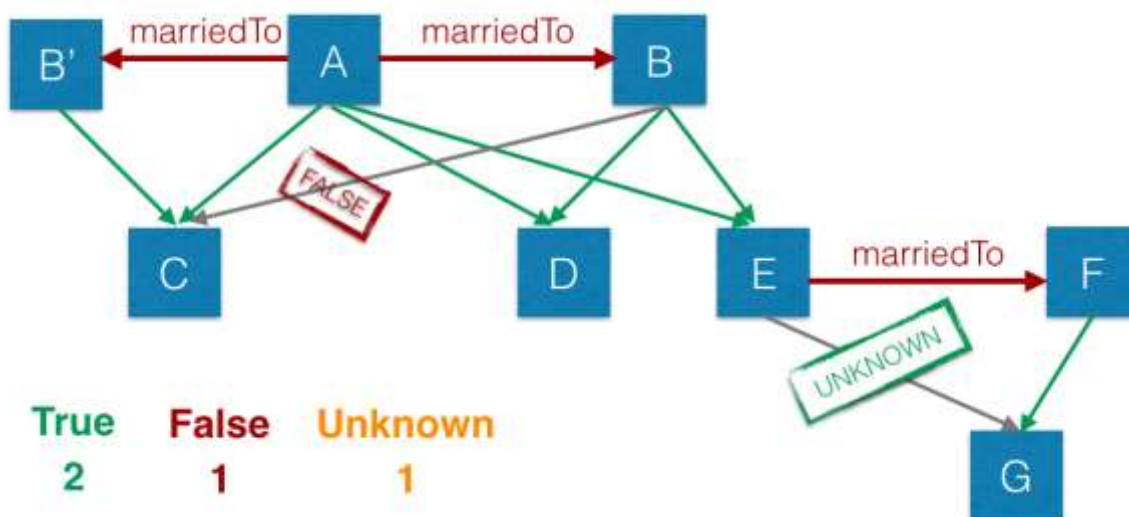 marriedTo
marriedTo
B’
A
B
FALSE
C
D
E
marriedTo
F
UNKNOWN
True False Unknown
2 1 1
G